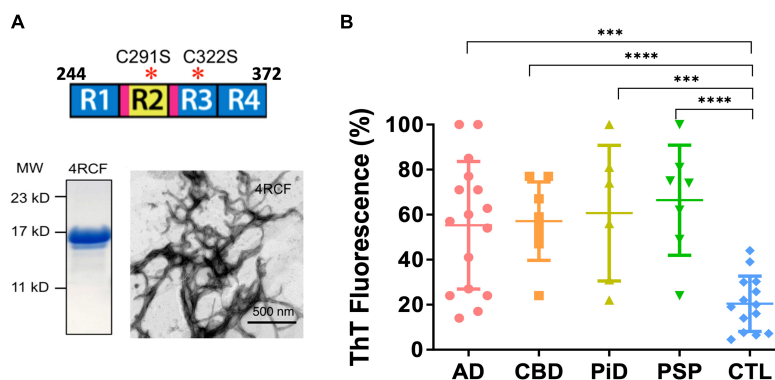 A
C291S C322S
244 * * 372
R1 R2 R3 R4
MW 4RCF
23 kD
17 kD
11 kD
4RCF
500 nm
B
***
****
***
****
ThT Fluorescence (%)
100
80
60
40
20
0
AD CBD PiD PSP CTL